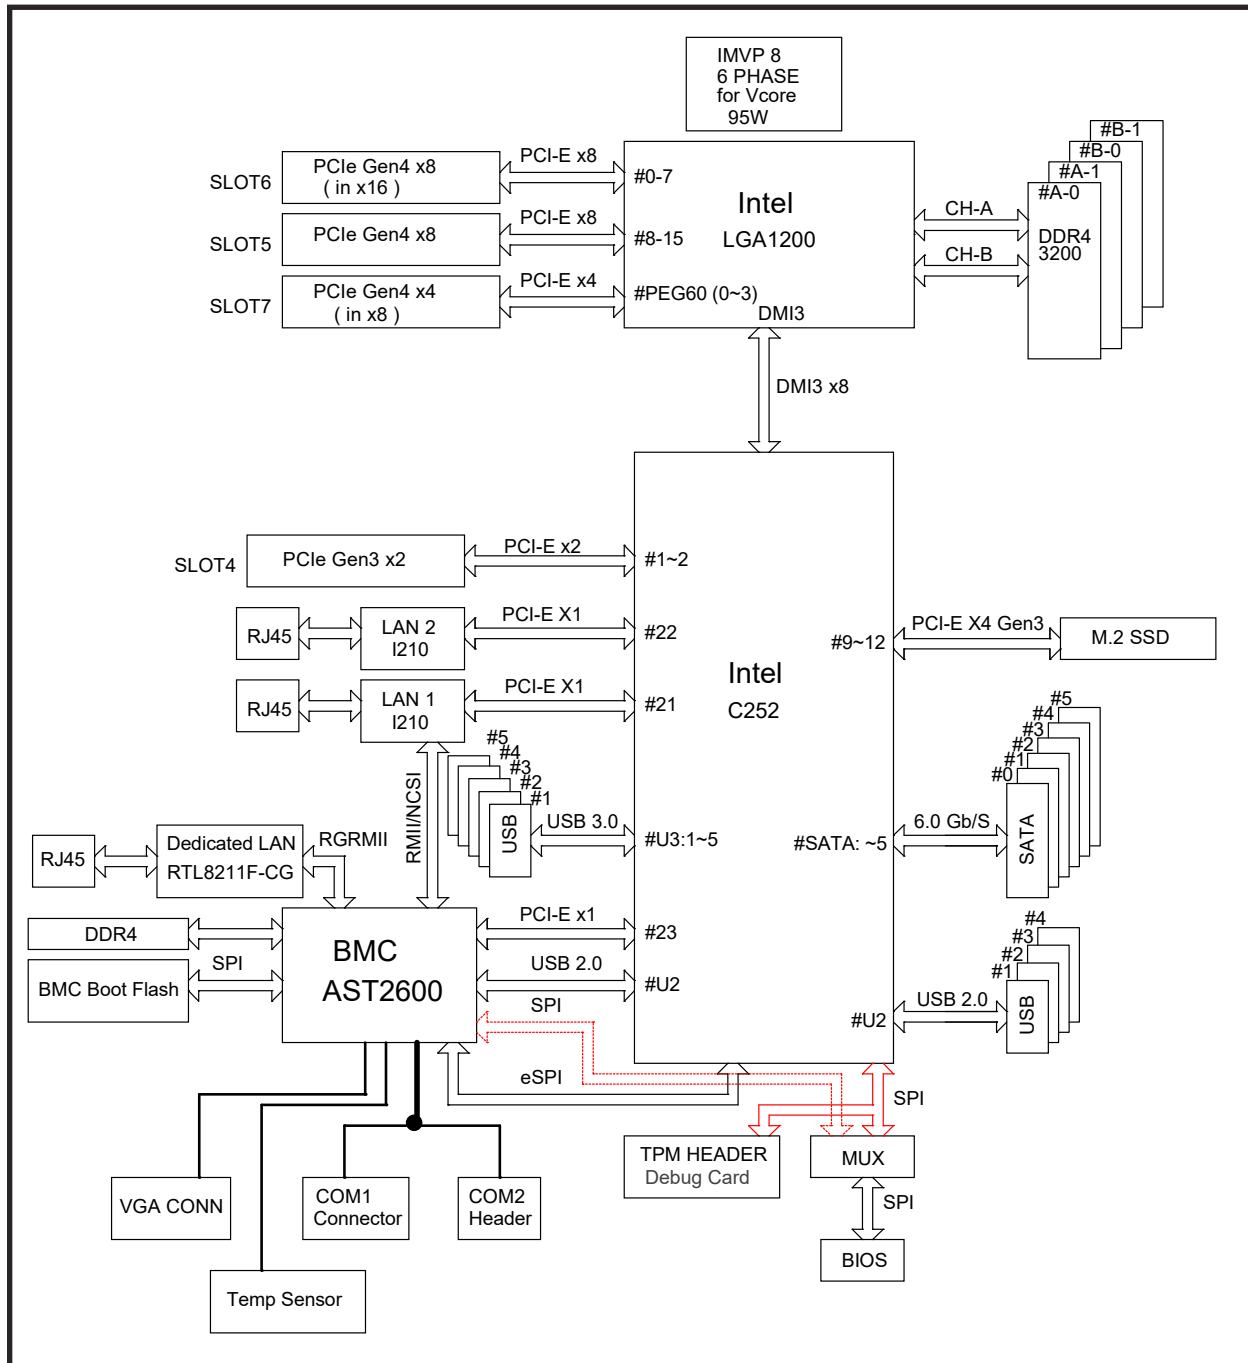 IMVP 8
6 PHASE
for Vcore
95W
SLOT6
PCIe Gen4 x8
( in x16 )
PCI-E x8
#0-7
SLOT5
PCIe Gen4 x8
PCI-E x8
#8-15
SLOT7
PCIe Gen4 x4
( in x8 )
PCI-E x4
#PEG60 (0~3)
Intel
LGA1200
DMI3
CH-A
CH-B
#B-1
#B-0
#A-1
#A-0
DDR4
3200
DMI3 x8
SLOT4
PCIe Gen3 x2
PCI-E x2
#1~2
RJ45
LAN 2
I210
PCI-E X1
#22
RJ45
LAN 1
I210
PCI-E X1
#21
Intel
C252
#9~12
PCI-E X4 Gen3
M.2 SSD
#5
#4
#3
#2
#1
USB
USB 3.0
#U3:1~5
#SATA: ~5
6.0 Gb/S
#5
#4
#3
#2
#1
#0
SATA
RMII/NCSI
RJ45
Dedicated LAN
RTL8211F-CG
RGRMII
DDR4
BMC Boot Flash
SPI
BMC
AST2600
PCI-E x1
#23
USB 2.0
#U2
SPI
eSPI
#U2
USB 2.0
#4
#3
#2
#1
USB
SPI
TPM HEADER
Debug Card
MUX
SPI
BIOS
VGA CONN
COM1
Connector
COM2
Header
Temp Sensor